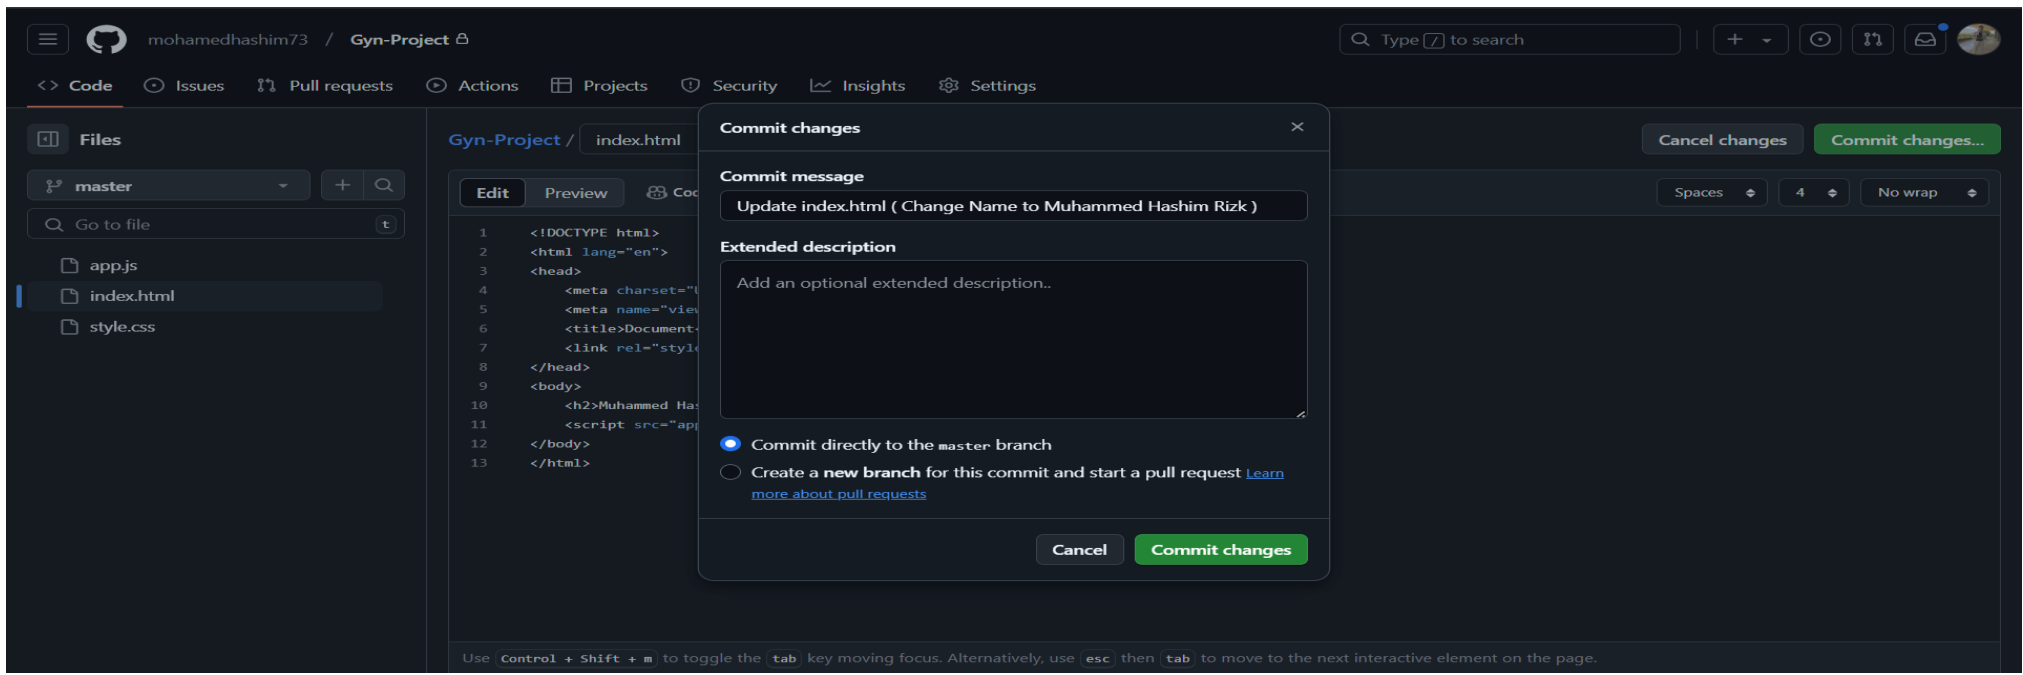 mohamedhashim73 / Gyn-Project
Type / to search
Code Issues Pull requests Actions Projects Security Insights Settings
Files
master
Go to file t
app.js
index.html
style.css
Gyn-Project / index.html
Cancel changes Commit changes...
Edit Preview
Spaces 4 No wrap
1 <!DOCTYPE html>
2 <html lang="en">
3 <head>
4 <meta charset="
5 <meta name="
6 <title>Document
7 <link rel="
8 </head>
9 <body>
10 <h2>Muhammed
11 <script src="
12 </body>
13 </html>
Commit changes
Commit message
Update index.html ( Change Name to Muhammed Hashim Rizk )
Extended description
Add an optional extended description..
Commit directly to the master branch
Create a new branch for this commit and start a pull request Learn
more about pull requests
Cancel Commit changes
Use Control + Shift + m to toggle the tab key moving focus. Alternatively, use esc then tab to move to the next interactive element on the page.